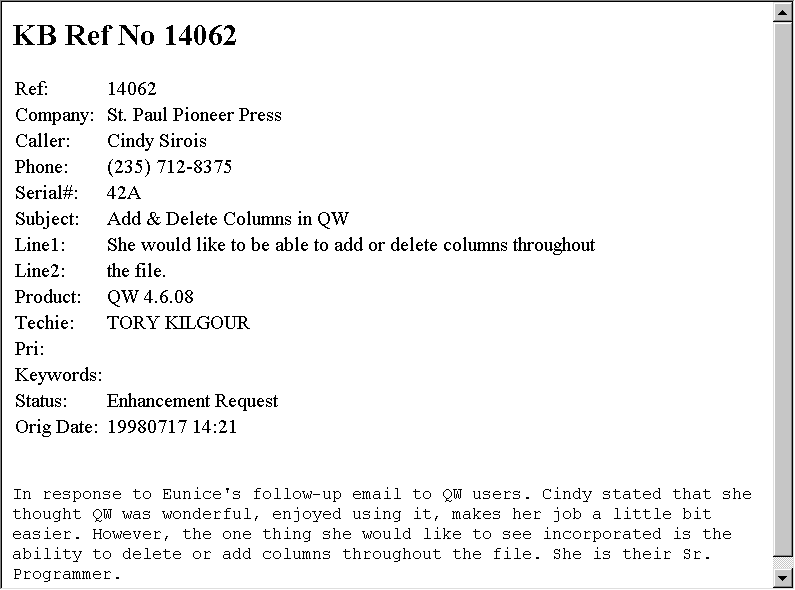 KB Ref No 14062
Ref: 14062
Company: St. Paul Pioneer Press
Caller: Cindy Sirois
Phone: (235) 712-8375
Serial#: 42A
Subject: Add & Delete Columns in QW
Line1: She would like to be able to add or delete columns throughout
Line2: the file.
Product: QW 4.6.08
Techie: TORY KILGOUR
Pri:
Keywords:
Status: Enhancement Request
Orig Date: 19980717 14:21
In response to Eunice's follow-up email to QW users. Cindy stated that she
thought QW was wonderful, enjoyed using it, makes her job a little bit
easier. However, the one thing she would like to see incorporated is the
ability to delete or add columns throughout the file. She is their Sr.
Programmer.